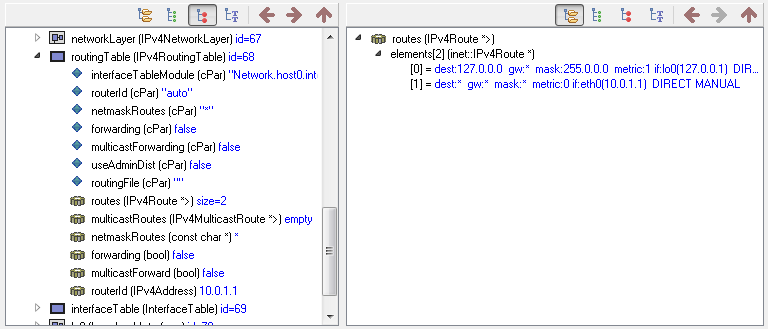 networkLayer (IPv4NetworkLayer) id=67
routingTable (IPv4RoutingTable) id=68
interfaceTableModule (cPar) "Network.host0.int
routerId (cPar) "auto"
netmaskRoutes (cPar) "*"
forwarding (cPar) false
multicastForwarding (cPar) false
useAdminDist (cPar) false
routingFile (cPar) ""
routes (IPv4Route *>) size=2
multicastRoutes (IPv4MulticastRoute *>) empty
netmaskRoutes (const char *) *
forwarding (bool) false
multicastForward (bool) false
routerId (IPv4Address) 10.0.1.1
interfaceTable (InterfaceTable) id=69
routes (IPv4Route *>)
elements[2] (inet::IPv4Route *)
[0] = dest:127.0.0.0 gw:* mask:255.0.0.0 metric:1 if:lo0(127.0.0.1) DIR...
[1] = dest:* gw:* mask:* metric:0 if:eth0(10.0.1.1) DIRECT MANUAL